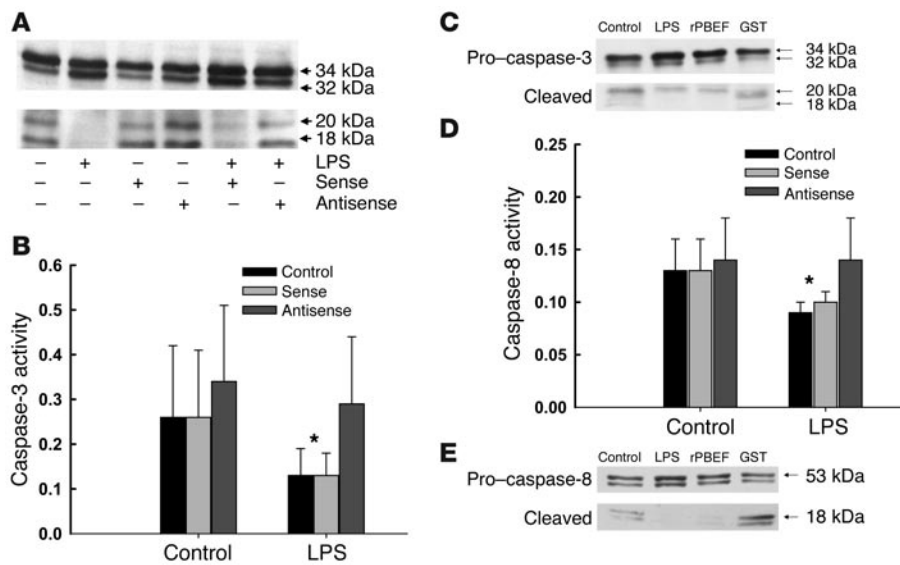 A
34 kDa
32 kDa
20 kDa
18 kDa
– + – – + + LPS
– – + – + – Sense
– – – + – + Antisense
B
Caspase-3 activity
0.6
0.5
0.4
0.3
0.2
0.1
0.0
Control
Sense
Antisense
*
Control LPS
C
Control LPS rPBEF GST
Pro–caspase-3
34 kDa
32 kDa
Cleaved
20 kDa
18 kDa
D
Caspase-8 activity
0.25
0.20
0.15
0.10
0.05
0.00
Control
Sense
Antisense
*
Control LPS
E
Control LPS rPBEF GST
Pro–caspase-8 53 kDa
Cleaved 18 kDa